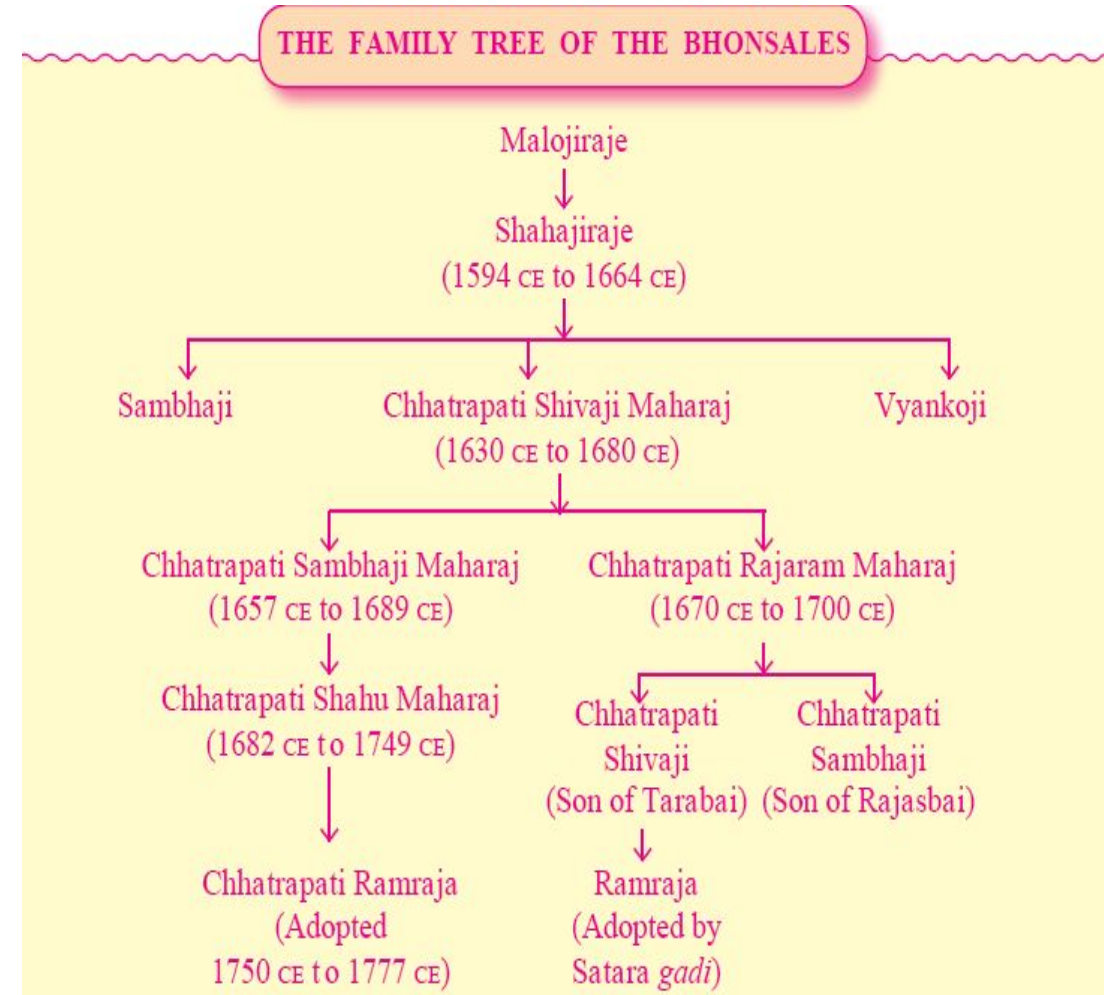 THE FAMILY TREE OF THE BHONSALES
Malojiraje
Shahajiraje
(1594 CE to 1664 CE)
Sambhaji
Chhatrapati Shivaji Maharaj
(1630 CE to 1680 CE)
Vyankoji
Chhatrapati Sambhaji Maharaj
(1657 CE to 1689 CE)
Chhatrapati Rajaram Maharaj
(1670 CE to 1700 CE)
Chhatrapati Shahu Maharaj
(1682 CE to 1749 CE)
Chhatrapati
Shivaji
(Son of Tarabai)
Chhatrapati
Sambhaji
(Son of Rajasbai)
Chhatrapati Ramraja
(Adopted
1750 CE to 1777 CE)
Ramraja
(Adopted by
Satara gadi)